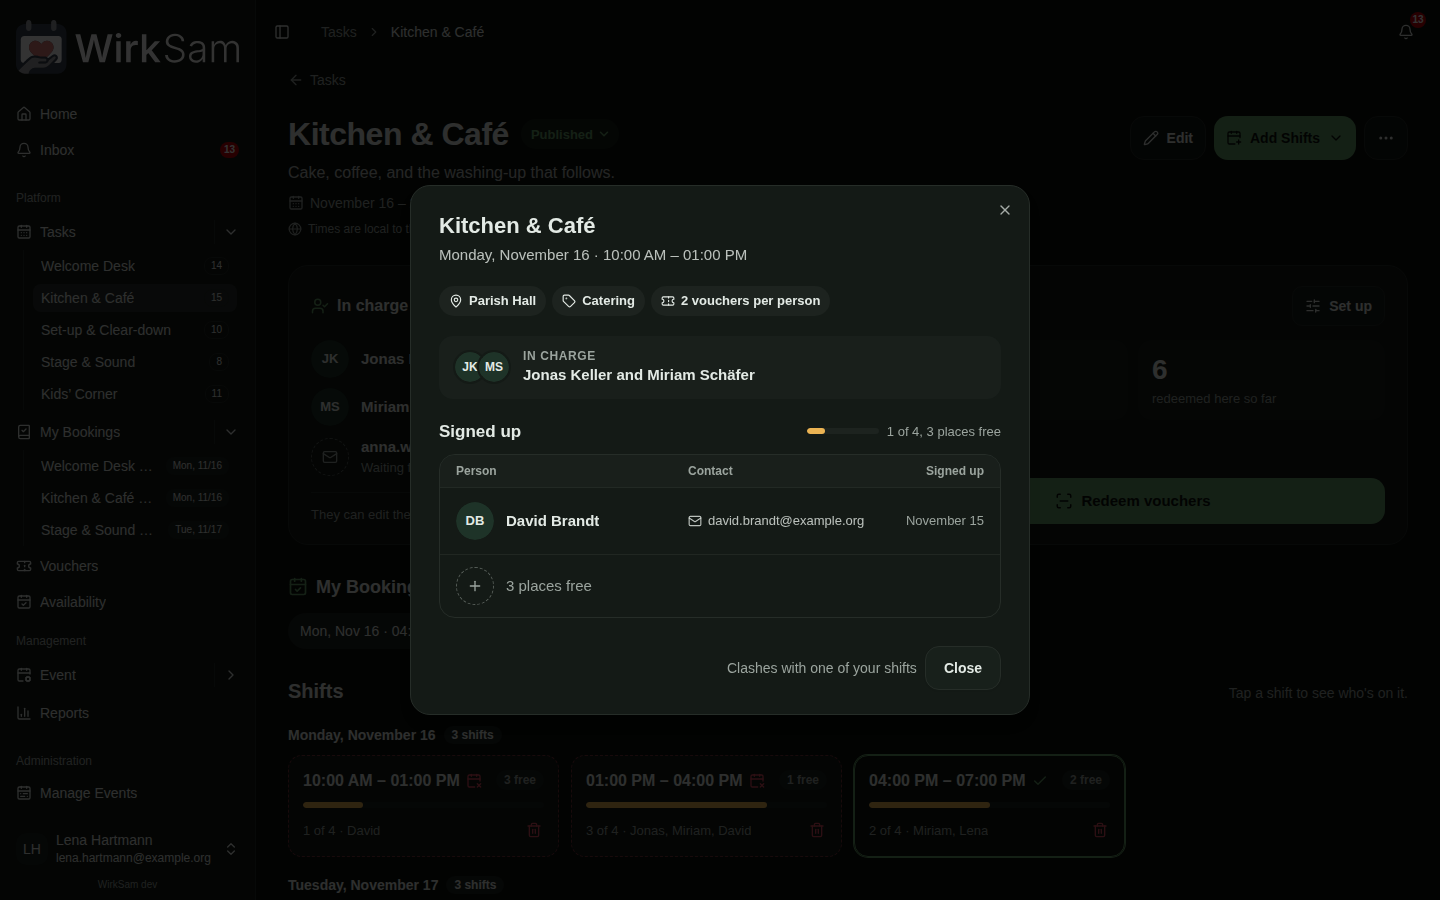 WirkSam
Home
Inbox
13
Platform
Tasks
Welcome Desk 14
Kitchen & Café 15
Set-up & Clear-down 10
Stage & Sound 8
Kids' Corner 11
My Bookings
Welcome Desk ... Mon, 11/16
Kitchen & Café ... Mon, 11/16
Stage & Sound ... Tue, 11/17
Vouchers
Availability
Management
Event
Reports
Administration
Manage Events
LH
Lena Hartmann
lena.hartmann@example.org
WirkSam dev
Tasks
Kitchen & Café
13
Tasks
Kitchen & Café
Published
Edit
Add Shifts
Cake, coffee, and the washing-up that follows.
November 16 –
Times are local to
In charge
Set up
JK
Jonas
MS
Miriam
anna.w
Waiting
They can edit the
6
redeemed here so far
Redeem vouchers
Kitchen & Café
Monday, November 16 · 10:00 AM – 01:00 PM
Parish Hall
Catering
2 vouchers per person
JK
MS
IN CHARGE
Jonas Keller and Miriam Schäfer
Signed up
1 of 4, 3 places free
Person Contact Signed up
DB
David Brandt
david.brandt@example.org
November 15
3 places free
Clashes with one of your shifts
Close
My Booking
Mon, Nov 16 · 04:
Shifts
Tap a shift to see who's on it.
Monday, November 16
3 shifts
10:00 AM – 01:00 PM
3 free
1 of 4 · David
01:00 PM – 04:00 PM
1 free
3 of 4 · Jonas, Miriam, David
04:00 PM – 07:00 PM
2 free
2 of 4 · Miriam, Lena
Tuesday, November 17
3 shifts